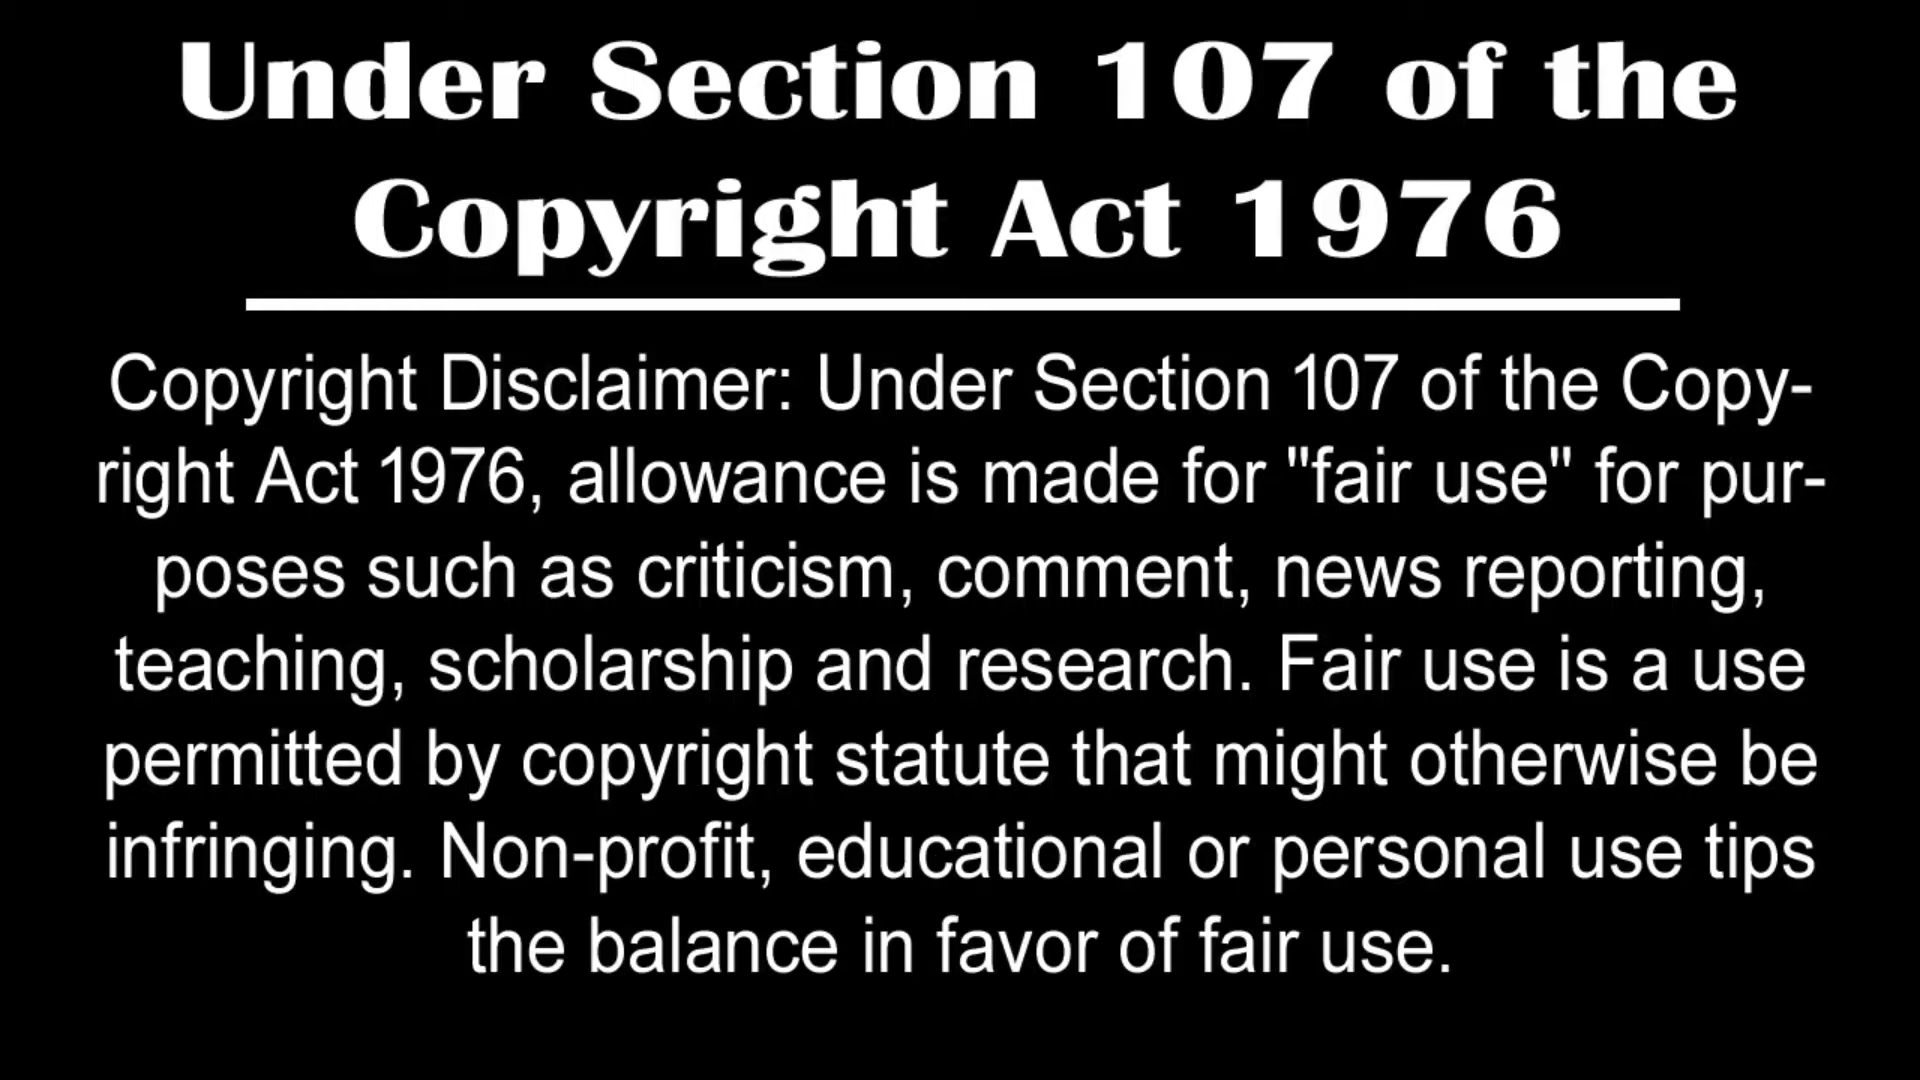 Under Section 107 of the
Copyright Act 1976
Copyright Disclaimer: Under Section 107 of the Copy-
right Act 1976, allowance is made for "fair use" for pur-
poses such as criticism, comment, news reporting,
teaching, scholarship and research. Fair use is a use
permitted by copyright statute that might otherwise be
infringing. Non-profit, educational or personal use tips
the balance in favor of fair use.